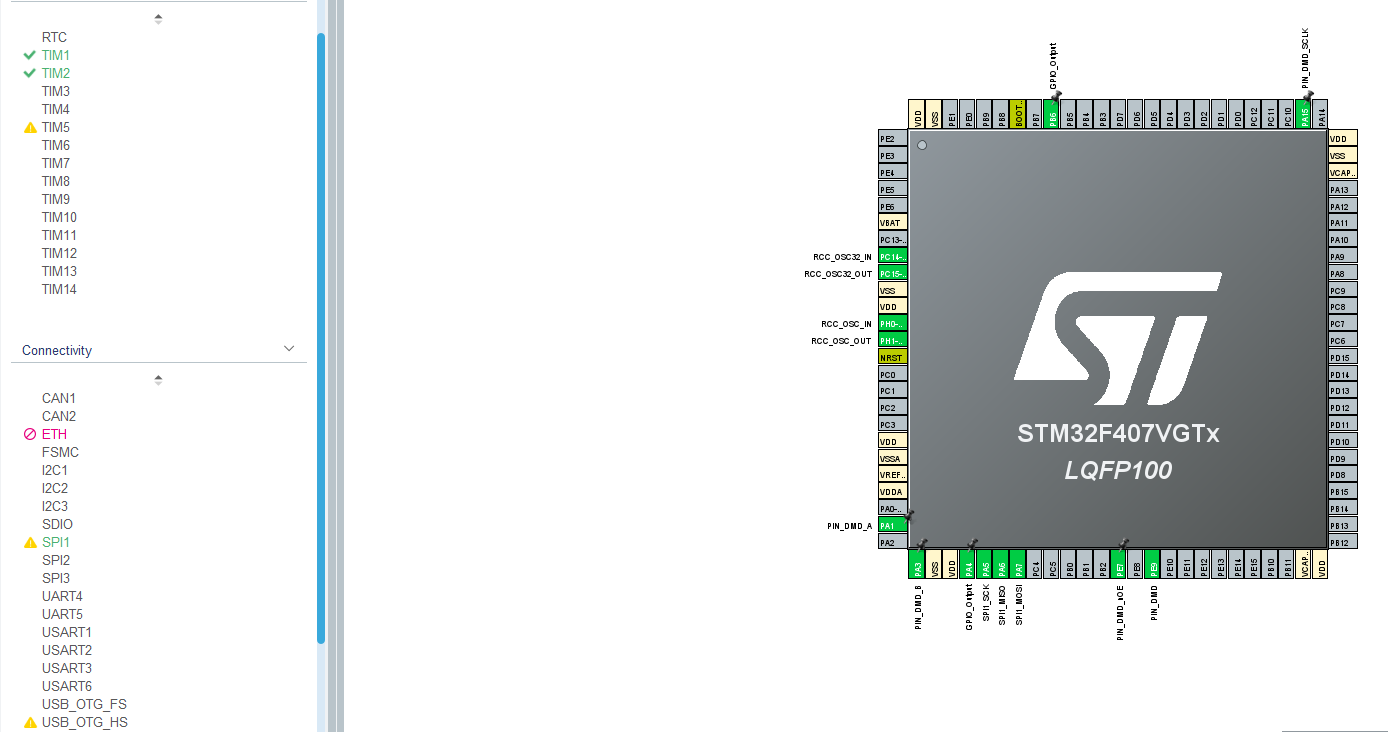 RTC
TIM1
TIM2
TIM3
TIM4
TIM5
TIM6
TIM7
TIM8
TIM9
TIM10
TIM11
TIM12
TIM13
TIM14
Connectivity
CAN1
CAN2
ETH
FSMC
I2C1
I2C2
I2C3
SDIO
SPI1
SPI2
SPI3
UART4
UART5
USART1
USART2
USART3
USART6
USB_OTG_FS
USB_OTG_HS
GPIO_Output
PIN_DMD_SCLK
VDD
VSS
PE1
PE0
PB9
PB8
BOOT..
PB7
PB6
PB5
PB4
PB3
PD7
PD6
PD5
PD4
PD3
PD2
PD1
PD0
PC12
PC11
PC10
PA15
PA14
PE2
PE3
PE4
PE5
PE6
VBAT
PC13-..
RCC_OSC32_IN PC14-..
RCC_OSC32_OUT PC15-..
VSS
VDD
RCC_OSC_IN PH0-..
RCC_OSC_OUT PH1-..
NRST
PC0
PC1
PC2
PC3
VDD
VSSA
VREF..
VDDA
PA0-..
PIN_DMD_A PA1
PA2
ST
STM32F407VGTx
LQFP100
VDD
VSS
VCAP..
PA13
PA12
PA11
PA10
PA9
PA8
PC9
PC8
PC7
PC6
PD15
PD14
PD13
PD12
PD11
PD10
PD9
PD8
PB15
PB14
PB13
PB12
PA3
VSS
VDD
PA4
PA5
PA6
PA7
PC4
PC5
PB0
PB1
PB2
PE7
PE8
PE9
PE10
PE11
PE12
PE13
PE14
PE15
PB10
PB11
VCAP..
VDD
PIN_DMD_B
GPIO_Output
SPI1_SCK
SPI1_MISO
SPI1_MOSI
PIN_DMD_nOE
PIN_DMD